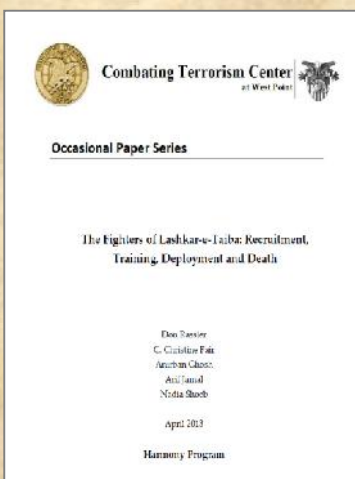 Combating Terrorism Center
at West Point
Occasional Paper Series
The Fighters of Lashkar-e-Taiba: Recruitment,
Training, Deployment and Death
Don Rassler
C. Christine Fair
Anirban Ghosh
Arif Jamal
Nadia Shoeb
April 2013
Harmony Program